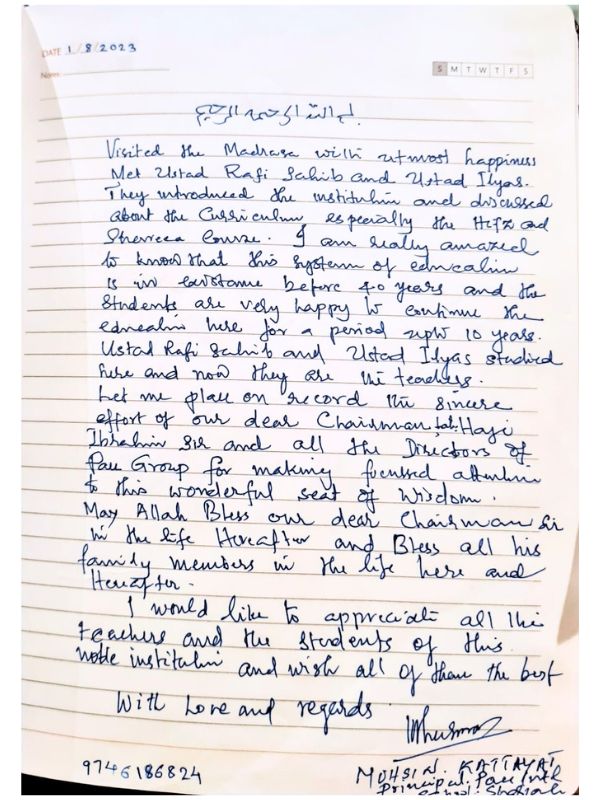 DATE 1/8/2023
Notes
S M T W T F S
بسم الله الرحمن الرحيم
Visited the Madrasa with utmost happiness
Met Ustad Rafi Sahib and Ustad Ilyas.
They introduced the institution and discussed
about the Curriculum especially the Hifz and
Course. I am really amazed
to know that this system of education
is in existance before 40 years and the
students are very happy to continue the
education here for a period upto 10 years.
Ustad Rafi Sahib and Ustad Ilyas studied
here and now they are the teachers.
Let me place on record the sincere
effort of our dear Chairman late Haji
Ibrahim Sir and all the Directors of
Pace Group for making focussed attention
to this wonderful seat of wisdom.
May Allah Bless our dear Chairman Sir
in the life Hereafter and Bless all his
family members in the life here and
Hereafter.
I would like to appreciate all the
teachers and the students of this
noble institution and wish all of them the best
With Love and regards
MOHSIN. KATTAYAT
Principal Pace Intl
School Sharjah
9746186824